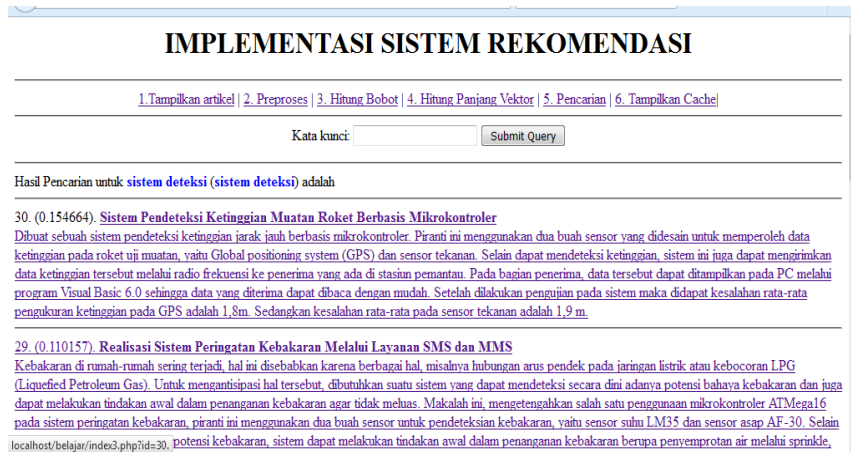 IMPLEMENTASI SISTEM REKOMENDASI
1.Tampilkan artikel | 2. Preproses | 3. Hitung Bobot | 4. Hitung Panjang Vektor | 5. Pencarian | 6. Tampilkan Cache|
Kata kunci: Submit Query
Hasil Pencarian untuk sistem deteksi (sistem deteksi) adalah
30. (0.154664). Sistem Pendeteksi Ketinggian Muatan Roket Berbasis Mikrokontroler
Dibuat sebuah sistem pendeteksi ketinggian jarak jauh berbasis mikrokontroler. Piranti ini menggunakan dua buah sensor yang didesain untuk memperoleh data
ketinggian pada roket uji muatan, yaitu Global positioning system (GPS) dan sensor tekanan. Selain dapat mendeteksi ketinggian, sistem ini juga dapat mengirimkan
data ketinggian tersebut melalui radio frekuensi ke penerima yang ada di stasiun pemantau. Pada bagian penerima, data tersebut dapat ditampilkan pada PC melalui
program Visual Basic 6.0 sehingga data yang diterima dapat dibaca dengan mudah. Setelah dilakukan pengujian pada sistem maka didapat kesalahan rata-rata
pengukuran ketinggian pada GPS adalah 1,8m. Sedangkan kesalahan rata-rata pada sensor tekanan adalah 1,9 m.
29. (0.110157). Realisasi Sistem Peringatan Kebakaran Melalui Layanan SMS dan MMS
Kebakaran di rumah-rumah sering terjadi, hal ini disebabkan karena berbagai hal, misalnya hubungan arus pendek pada jaringan listrik atau kebocoran LPG
(Liquefied Petroleum Gas). Untuk mengantisipasi hal tersebut, dibutuhkan suatu sistem yang dapat mendeteksi secara dini adanya potensi bahaya kebakaran dan juga
dapat melakukan tindakan awal dalam penanganan kebakaran agar tidak meluas. Makalah ini, mengetengahkan salah satu penggunaan mikrokontroler ATMega16
pada sistem peringatan kebakaran, piranti ini menggunakan dua buah sensor untuk pendeteksian kebakaran, yaitu sensor suhu LM35 dan sensor asap AF-30. Selain
localhost/belajar/index3.php?id=30. potensi kebakaran, sistem dapat melakukan tindakan awal dalam penanganan kebakaran berupa penyemprotan air melalui sprinkle,